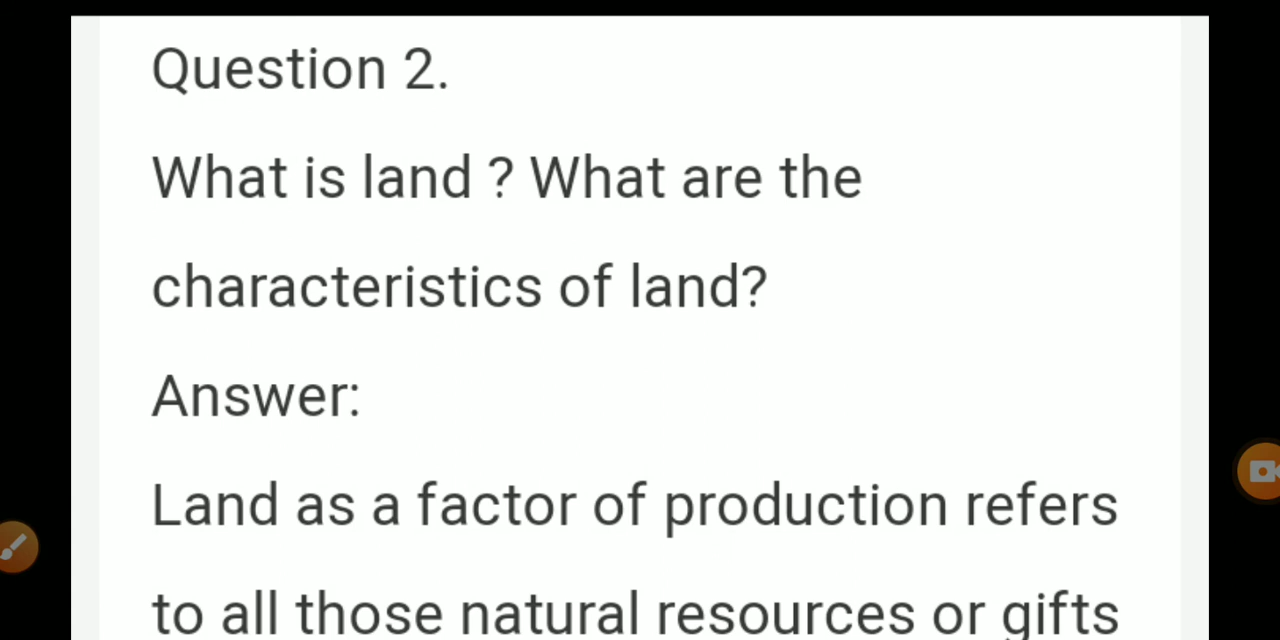 Question 2.
What is land ? What are the
characteristics of land?
Answer:
Land as a factor of production refers
to all those natural resources or gifts